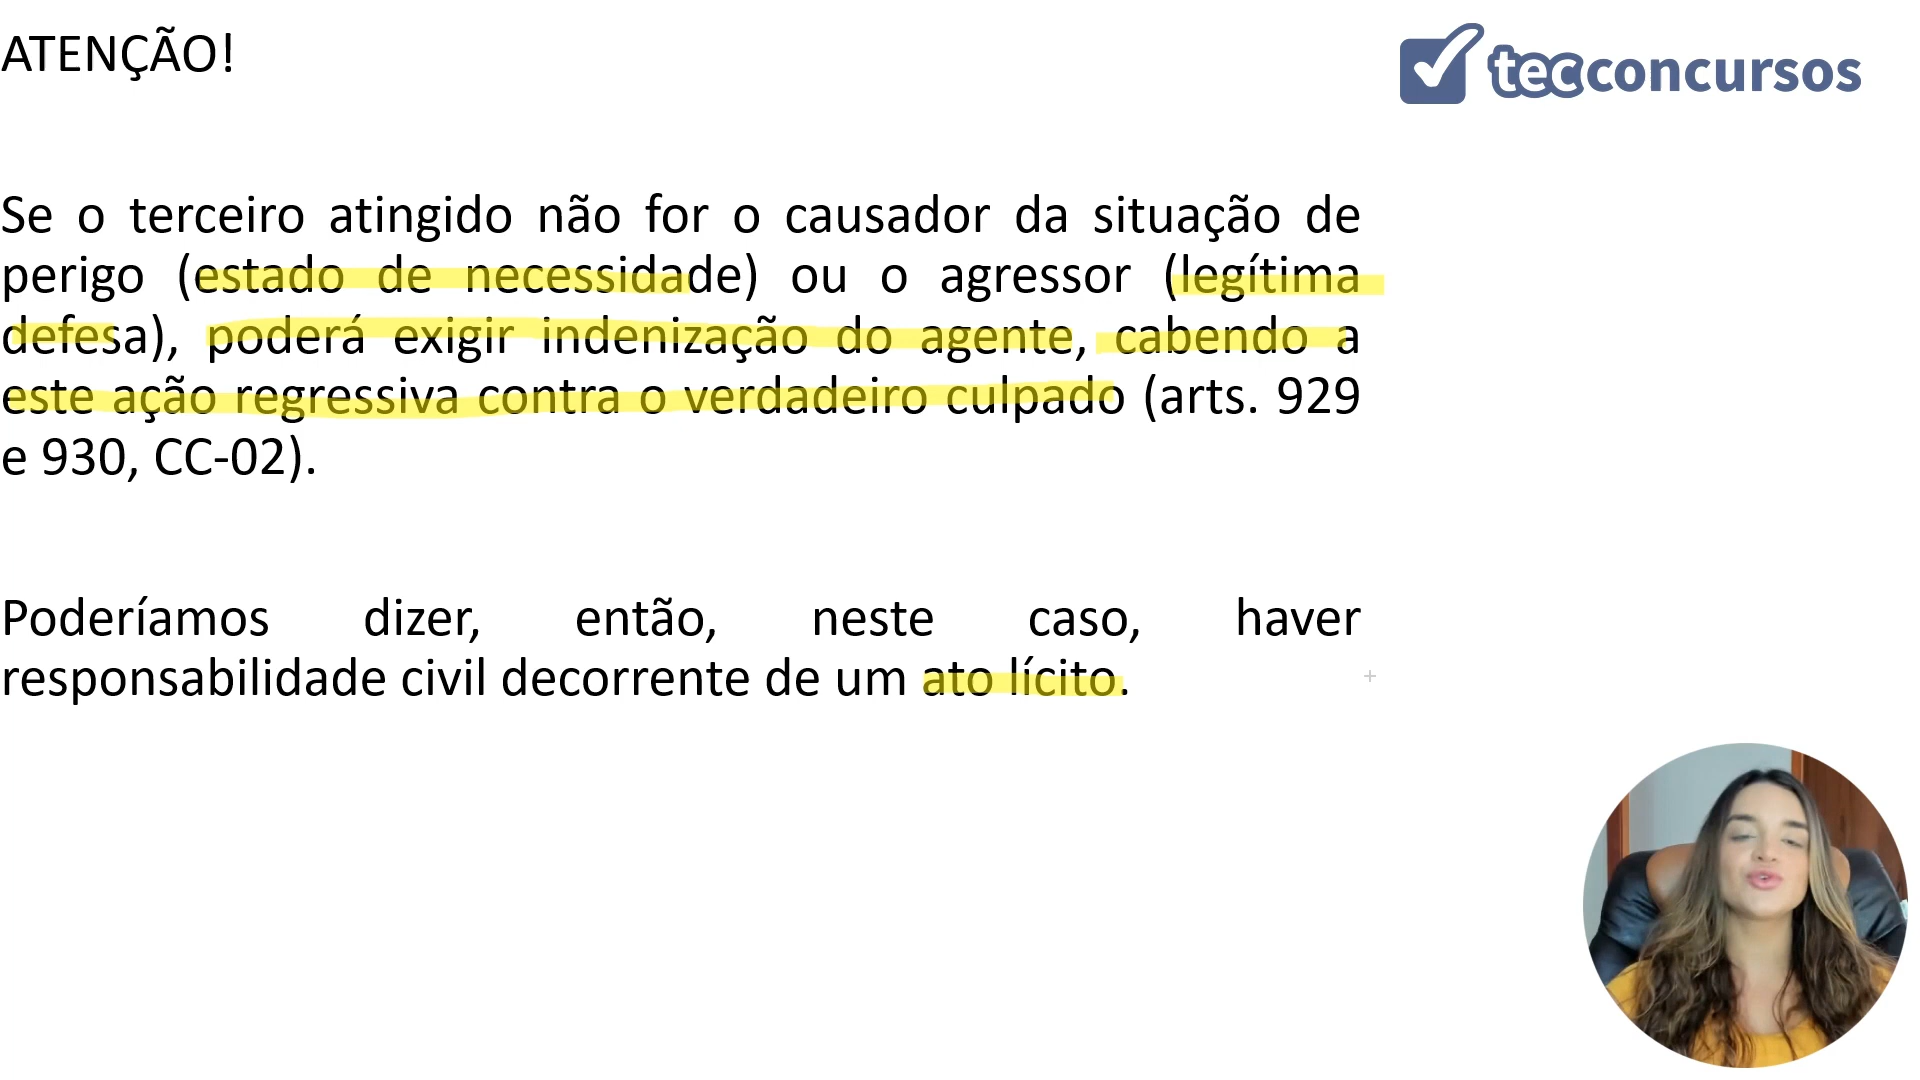 ATENÇÃO!
tecconcursos
Se o terceiro atingido não for o causador da situação de
perigo (estado de necessidade) ou o agressor (legítima
defesa), poderá exigir indenização do agente, cabendo a
este ação regressiva contra o verdadeiro culpado (arts. 929
e 930, CC-02).
Poderíamos dizer, então, neste caso, haver
responsabilidade civil decorrente de um ato lícito.